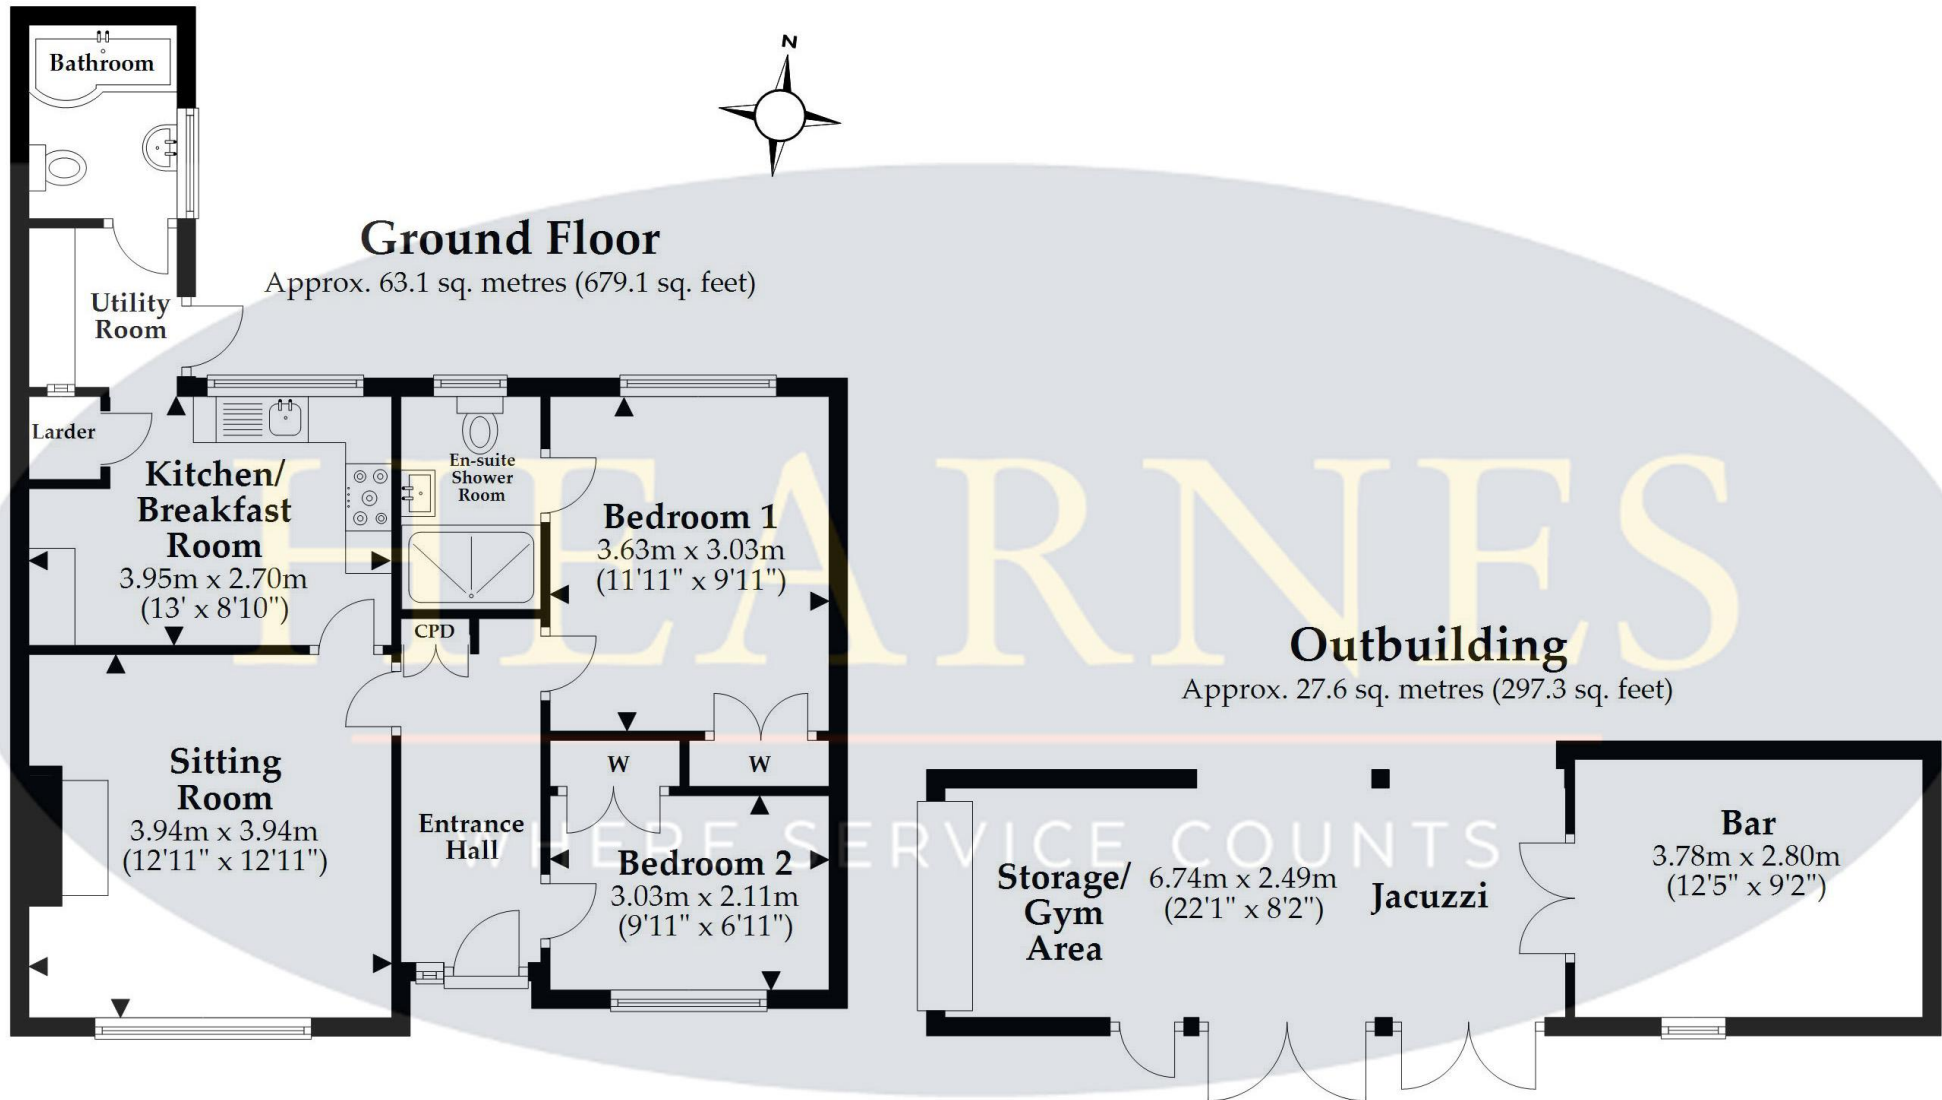 Bathroom
N
Ground Floor
Approx. 63.1 sq. metres (679.1 sq. feet)
Utility
Room
Larder
Kitchen/
Breakfast
Room
3.95m x 2.70m
(13' x 8'10")
En-suite
Shower
Room
Bedroom 1
3.63m x 3.03m
(11'11" x 9'11")
CPD
HEARNES
WHERE SERVICE COUNTS
Sitting
Room
3.94m x 3.94m
(12'11" x 12'11")
Entrance
Hall
W
W
Bedroom 2
3.03m x 2.11m
(9'11" x 6'11")
Outbuilding
Approx. 27.6 sq. metres (297.3 sq. feet)
Storage/
Gym
Area
6.74m x 2.49m
(22'1" x 8'2")
Jacuzzi
Bar
3.78m x 2.80m
(12'5" x 9'2")